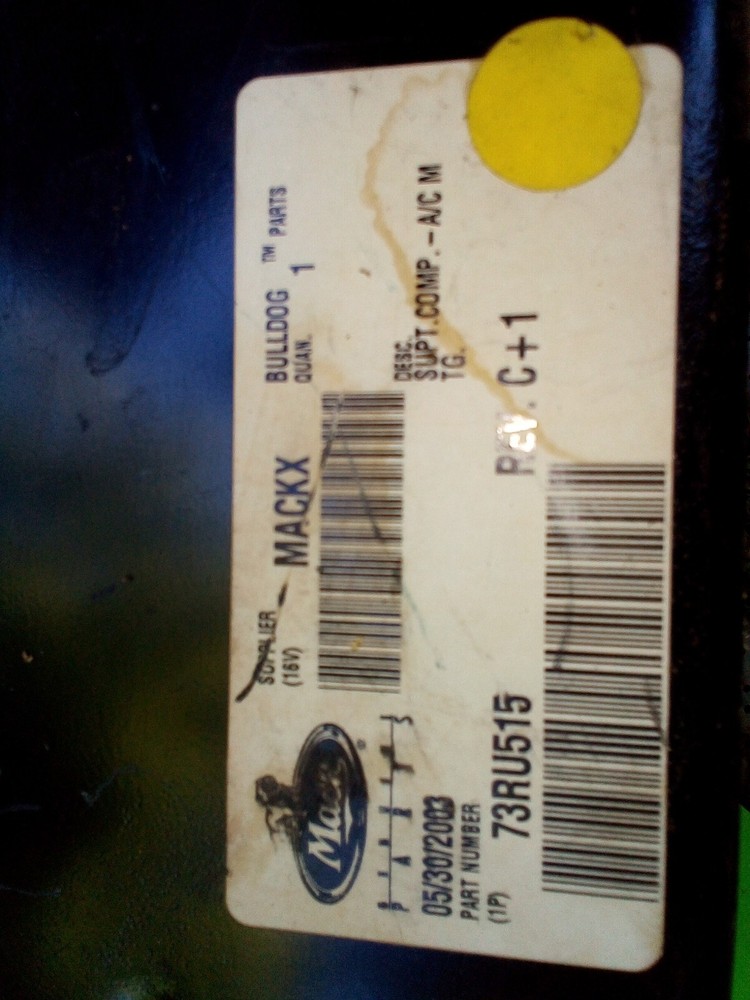 Mack
SUPPLIER
(16V)
MACKX
BULLDOG ™ PARTS
QUAN. 1
05/30/2003
PART NUMBER
(1P)
73RU515
DESC.
SUPT.COMP.-A/C M
TG.
REV. C+1